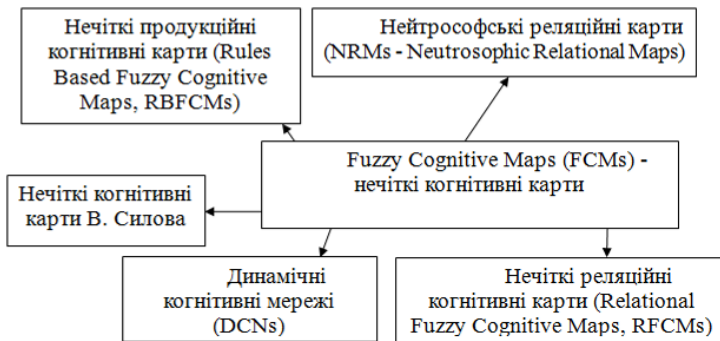 Нечіткі продукційні
когнітивні карти (Rules
Based Fuzzy Cognitive
Maps, RBFCMs)
Нейтрософські реляційні карти
(NRMs - Neutrosophic Relational Maps)
Fuzzy Cognitive Maps (FCMs) -
нечіткі когнітивні карти
Нечіткі когнітивні
карти В. Силова
Динамічні
когнітивні мережі
(DCNs)
Нечіткі реляційні
когнітивні карти (Relational
Fuzzy Cognitive Maps, RFCMs)